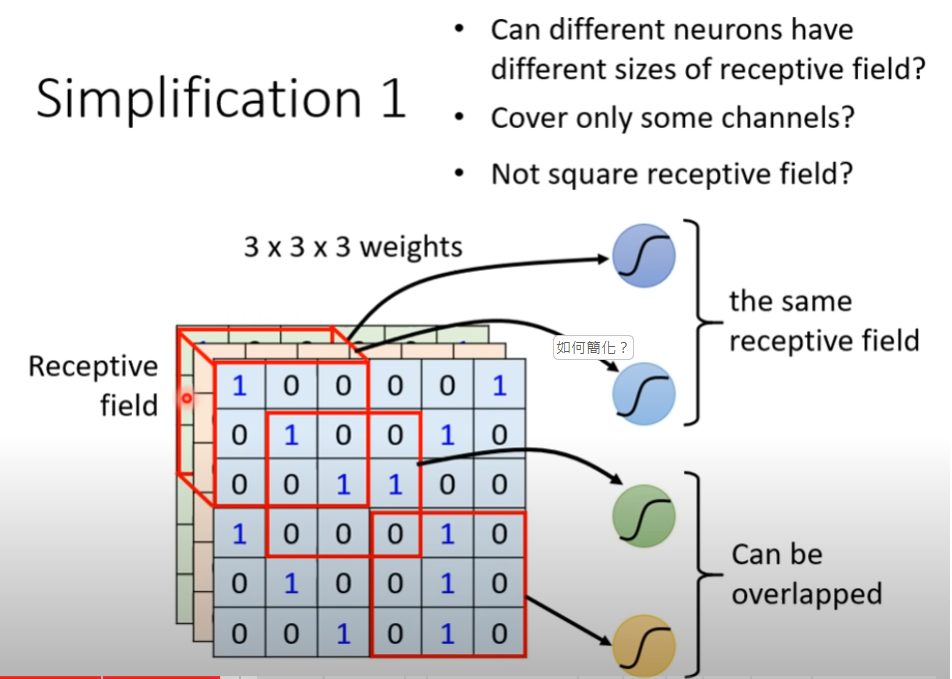 Simplification 1
• Can different neurons have
different sizes of receptive field?
• Cover only some channels?
• Not square receptive field?
3 x 3 x 3 weights
the same
receptive field
如何簡化？
Receptive
field
1 0 0 0 0 1
0 1 0 0 1 0
0 0 1 1 0 0
1 0 0 0 1 0
0 1 0 0 1 0
0 0 1 0 1 0
Can be
overlapped